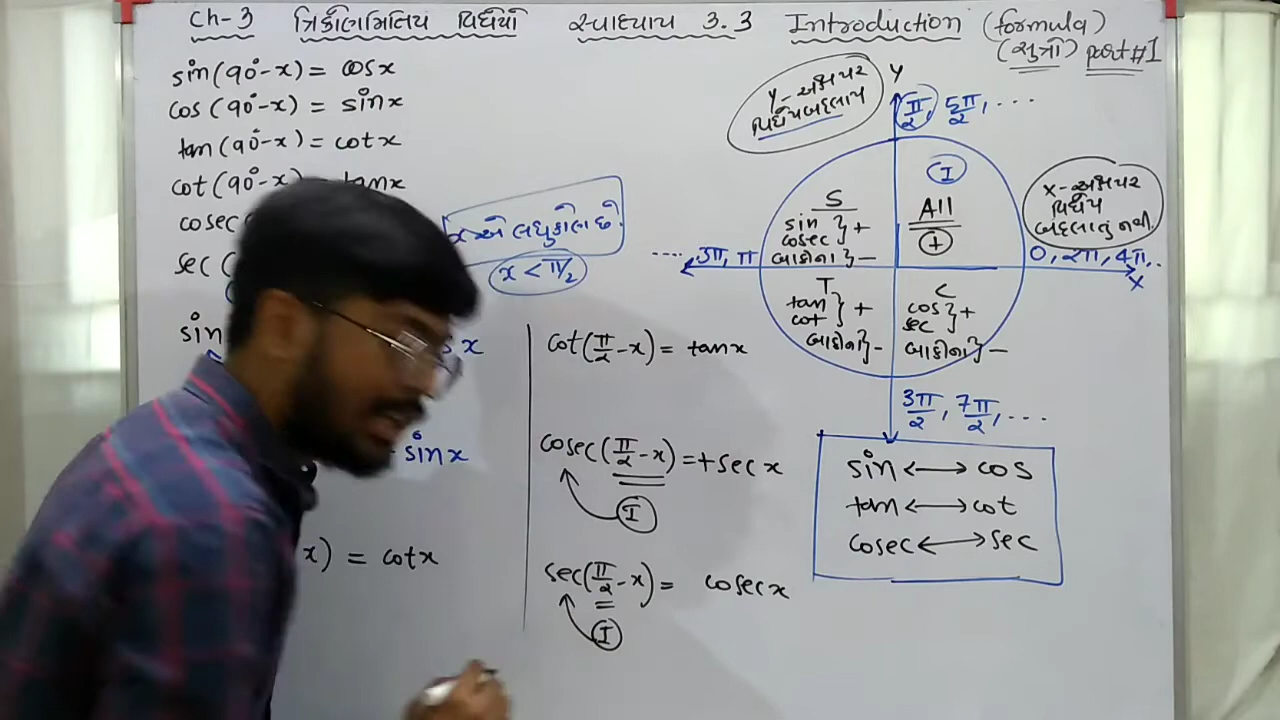 Ch-3 ત્રિકોણમિતિય વિધેયો સ્વાધ્યાય 3.3 Introduction (formula)
(સુત્રો) part#1
sin(90°-x) = cosx
cos(90°-x) = sinx
tan(90°-x) = cotx
cot(90°-x) = tanx
cosec
sec (
sin
x
sinx
x) = cotx
x એ લઘુકોણ છે.
x < π/2
cot(π/2-x) = tanx
cosec(π/2-x) = +secx
I
sec(π/2-x) = cosecx
I
Y-અક્ષ પર
વિધેય બદલાય
Y
π/2, 5π/2, ...
I
All
+
S
sin } +
cosec
બાકીના } -
.... 3π, π
x-અક્ષ પર
વિધેય
બદલાતું નથી.
0, 2π, 4π, ..
X
T
tan } +
cot
બાકીના } -
C
cos } +
sec
બાકીના } -
3π/2, 7π/2, ...
sin ⟷ cos
tan ⟷ cot
cosec ⟷ sec